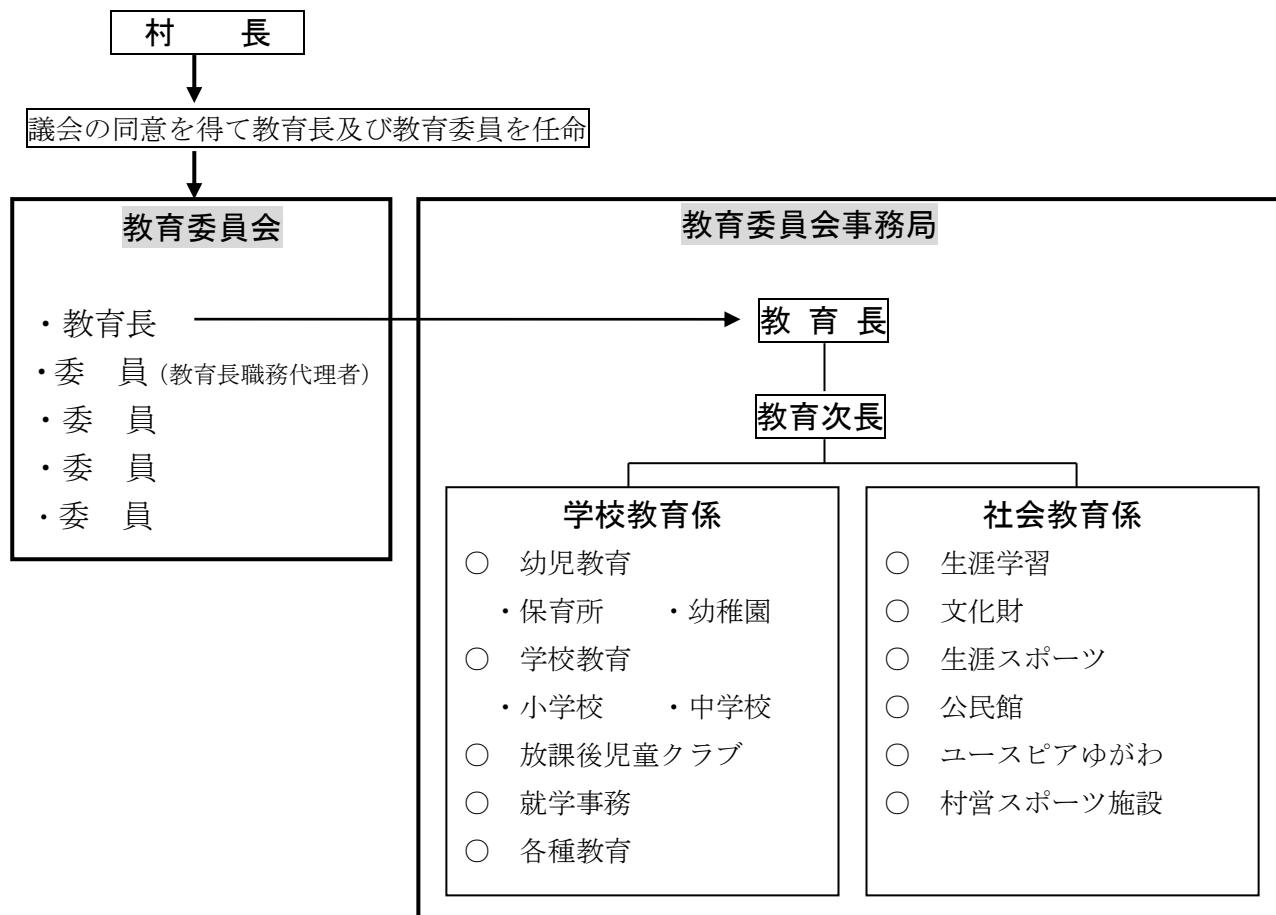 村　　長
議会の同意を得て教育長及び教育委員を任命
教育委員会
・教育長
・委　員（教育長職務代理者）
・委　員
・委　員
・委　員
教育委員会事務局
教 育 長
教育次長
学校教育係
○　幼児教育
・保育所　　・幼稚園
○　学校教育
・小学校　　・中学校
○　放課後児童クラブ
○　就学事務
○　各種教育
社会教育係
○　生涯学習
○　文化財
○　生涯スポーツ
○　公民館
○　ユースピアゆがわ
○　村営スポーツ施設